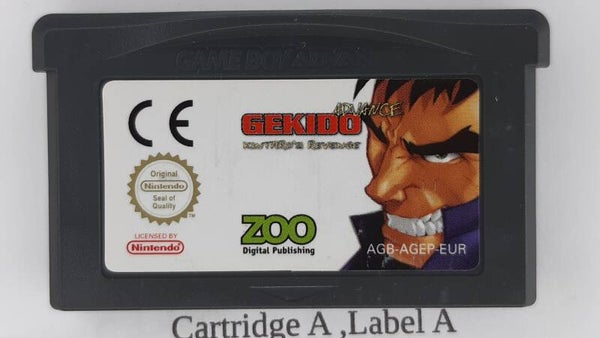 GAME BOY ADVANCE
CE
ADVANCE
GEKIDO
KINTARO'S REVENGE
Original
Nintendo
Seal of
Quality
TM
ZOO
Digital Publishing
LICENSED BY
Nintendo
AGB-AGEP-EUR
Cartridge A ,Label A